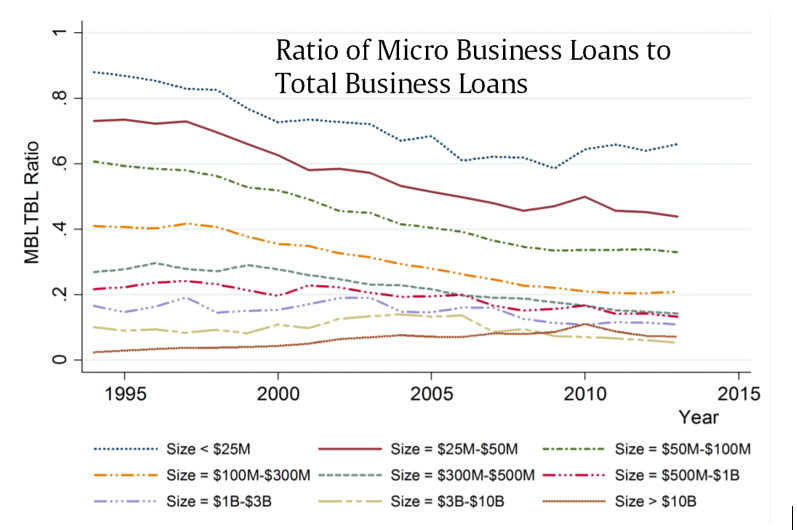 Ratio of Micro Business Loans to
Total Business Loans
MBLTBL Ratio
1
.8
.6
.4
.2
0
1995 2000 2005 2010 2015
Year
Size < $25M Size = $25M-$50M Size = $50M-$100M
Size = $100M-$300M Size = $300M-$500M Size = $500M-$1B
Size = $1B-$3B Size = $3B-$10B Size > $10B